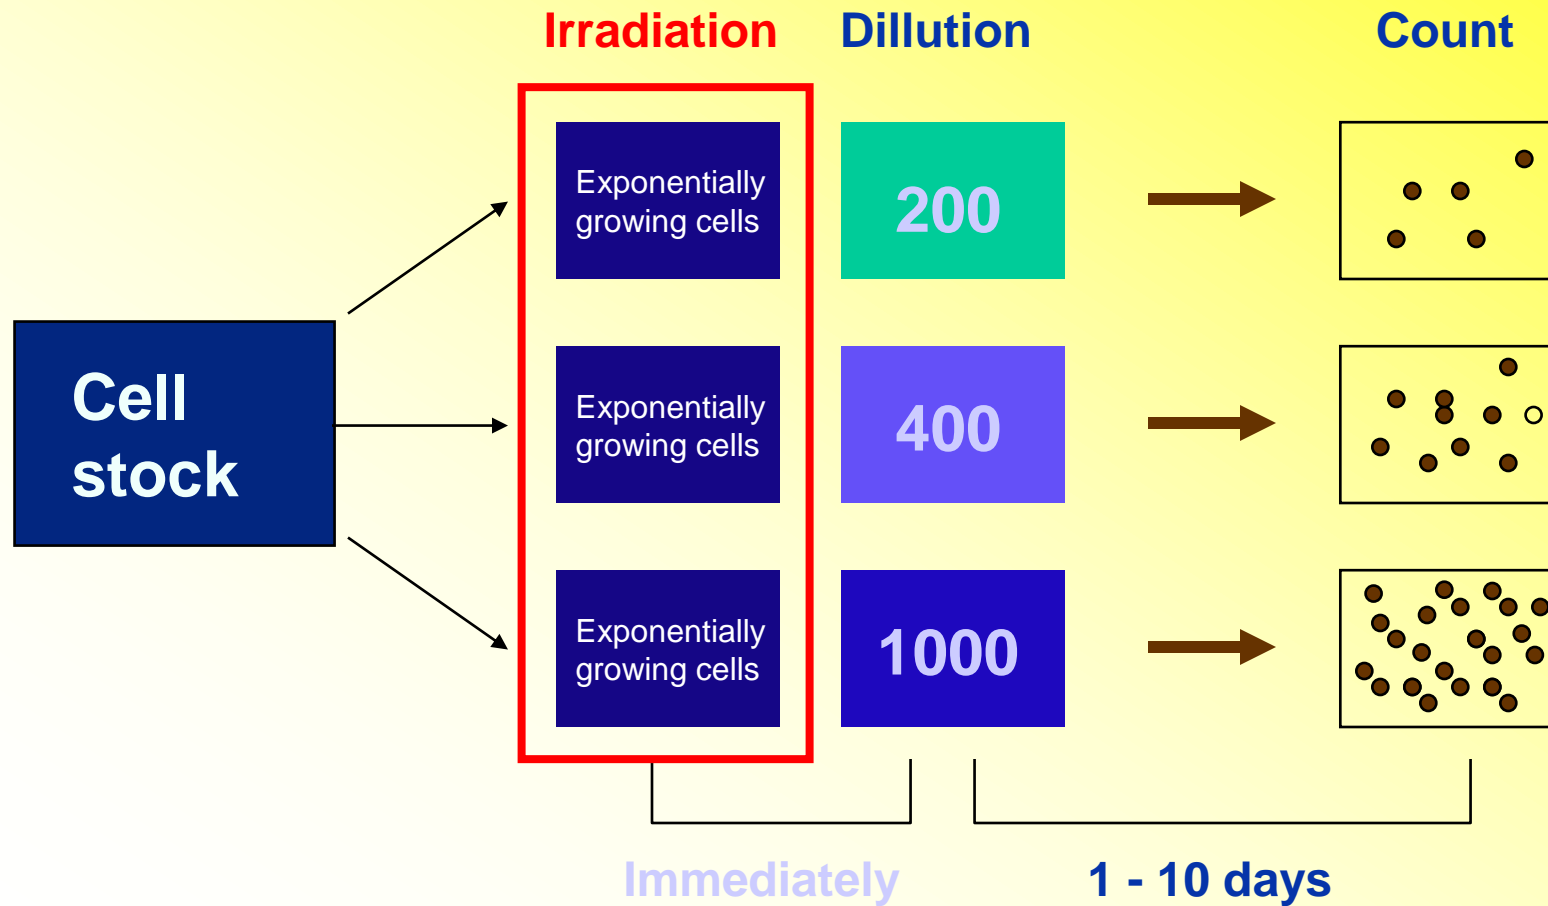 Irradiation
Dillution
Count
Cell
stock
Exponentially
growing cells
200
Exponentially
growing cells
400
Exponentially
growing cells
1000
Immediately
1 - 10 days